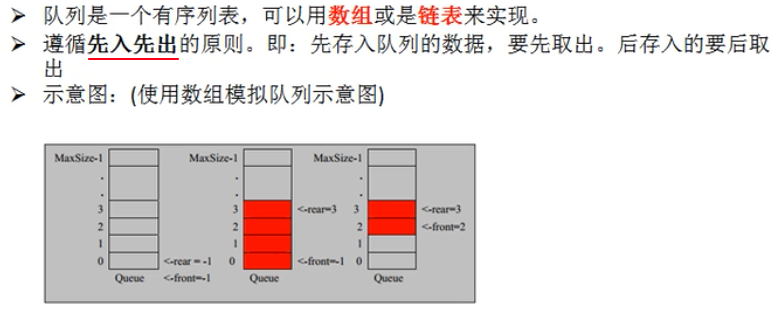 ➢ 队列是一个有序列表，可以用数组或是链表来实现。
➢ 遵循先入先出的原则。即：先存入队列的数据，要先取出。后存入的要后取
出
➢ 示意图：(使用数组模拟队列示意图)
MaxSize-1 MaxSize-1 MaxSize-1
. . .
. . .
3 3 <-rear=3 3 <-rear=3
2 2 2 <-front=2
1 1 1
0 <-rear = -1 0 <-front=-1 0
Queue <-front=-1 Queue Queue